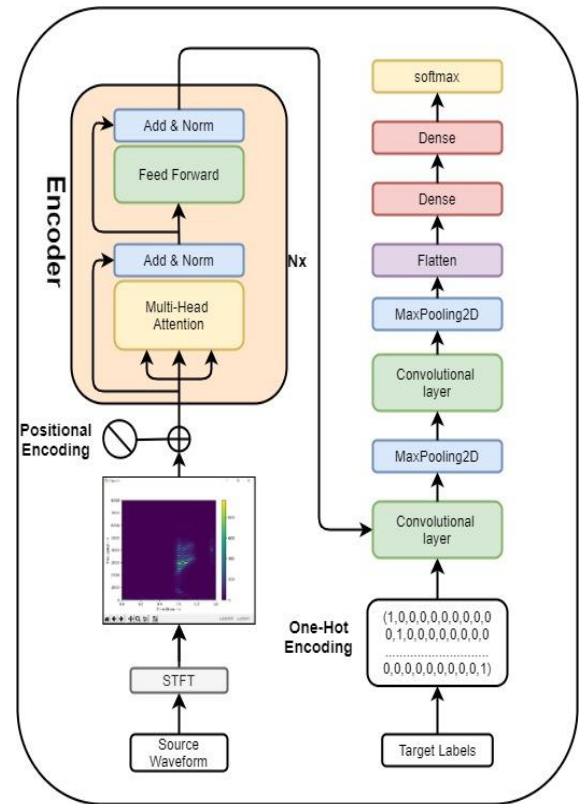 softmax
Dense
Dense
Flatten
MaxPooling2D
Convolutional
layer
MaxPooling2D
Convolutional
layer
One-Hot
Encoding
(1,0,0,0,0,0,0,0,0,0
0,1,0,0,0,0,0,0,0,0
0,0,0,0,0,0,0,0,0,1)
Target Labels
Encoder
Add & Norm
Feed Forward
Add & Norm
Nx
Multi-Head
Attention
Positional
Encoding
STFT
Source
Waveform